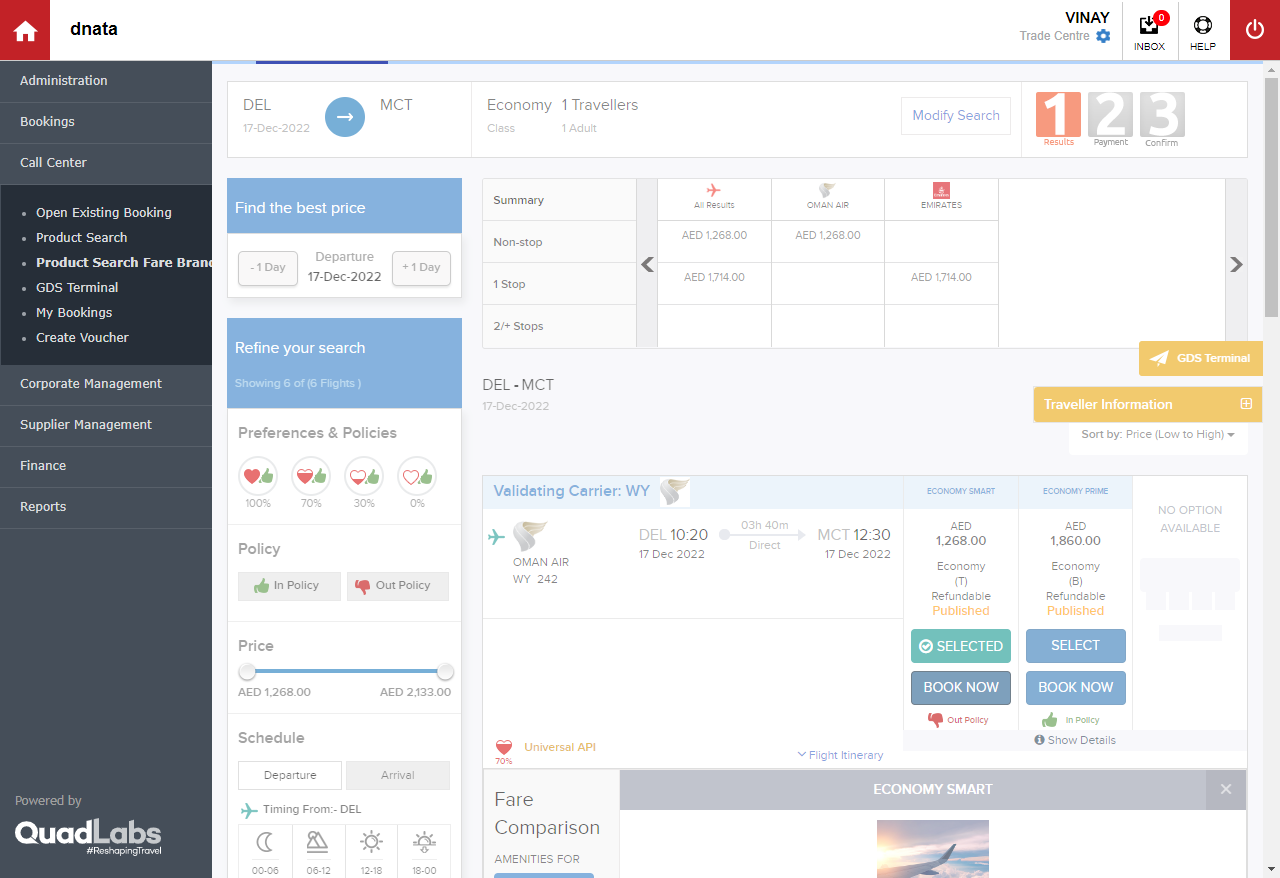 dnata
VINAY
Trade Centre
0
INBOX
HELP
Administration
Bookings
Call Center
Open Existing Booking
Product Search
Product Search Fare Bran
GDS Terminal
My Bookings
Create Voucher
Corporate Management
Supplier Management
Finance
Reports
Powered by
QuadLabs
#ReshapingTravel
DEL
17-Dec-2022
MCT
Economy
Class
1 Travellers
1 Adult
Modify Search
1
Results
2
Payment
3
Confirm
Find the best price
- 1 Day
Departure
17-Dec-2022
+ 1 Day
Refine your search
Showing 6 of (6 Flights )
Preferences & Policies
100% 70% 30% 0%
Policy
In Policy Out Policy
Price
AED 1,268.00 AED 2,133.00
Schedule
Departure Arrival
Timing From:- DEL
00-06 06-12 12-18 18-00
Summary All Results OMAN AIR EMIRATES
Non-stop AED 1,268.00 AED 1,268.00
1 Stop AED 1,714.00 AED 1,714.00
2/+ Stops
GDS Terminal
DEL - MCT
17-Dec-2022
Traveller Information
Sort by: Price (Low to High)
Validating Carrier: WY
OMAN AIR
WY 242
DEL 10:20
17 Dec 2022
03h 40m
Direct
MCT 12:30
17 Dec 2022
70%
Universal API
Flight Itinerary
ECONOMY SMART
AED
1,268.00
Economy
(T)
Refundable
Published
SELECTED
BOOK NOW
Out Policy
ECONOMY PRIME
AED
1,860.00
Economy
(B)
Refundable
Published
SELECT
BOOK NOW
In Policy
NO OPTION
AVAILABLE
Show Details
Fare
Comparison
AMENITIES FOR
ECONOMY SMART